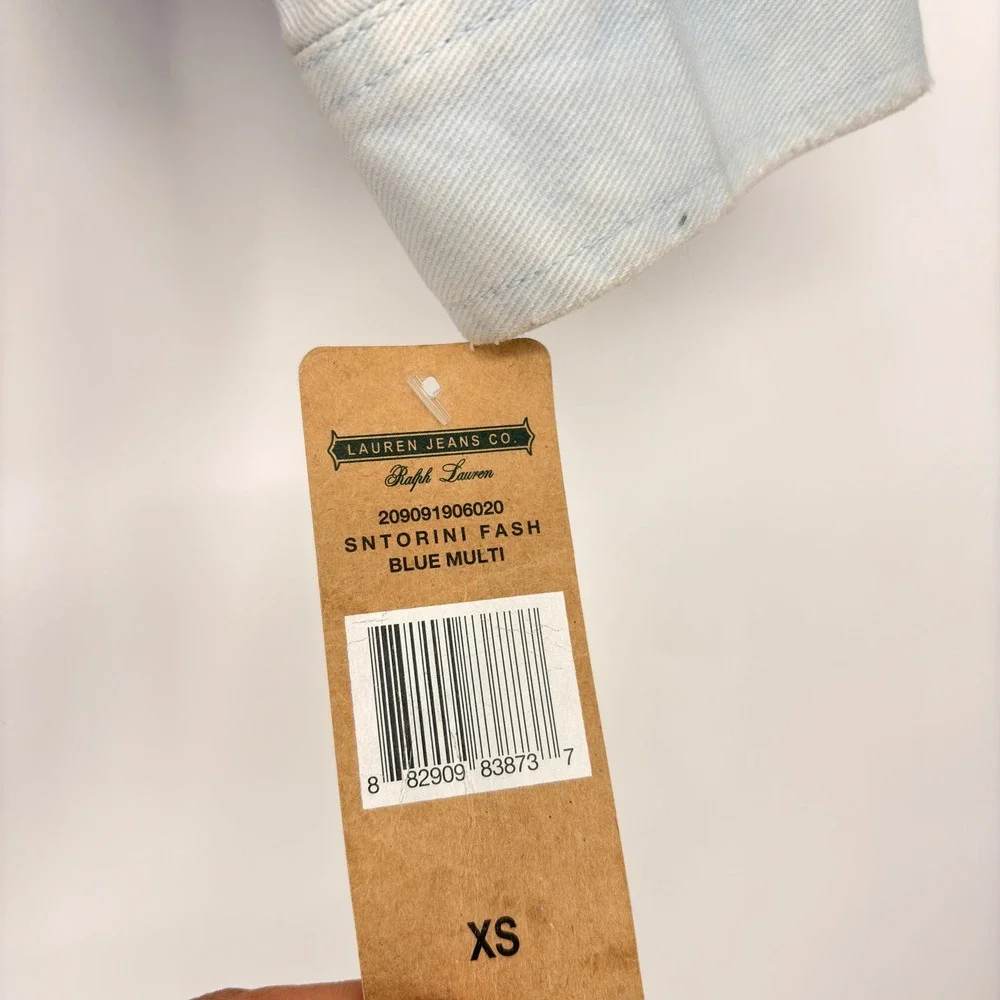 LAUREN JEANS CO.
Ralph Lauren
209091906020
SNTORINI FASH
BLUE MULTI
8 82909 83873 7
XS